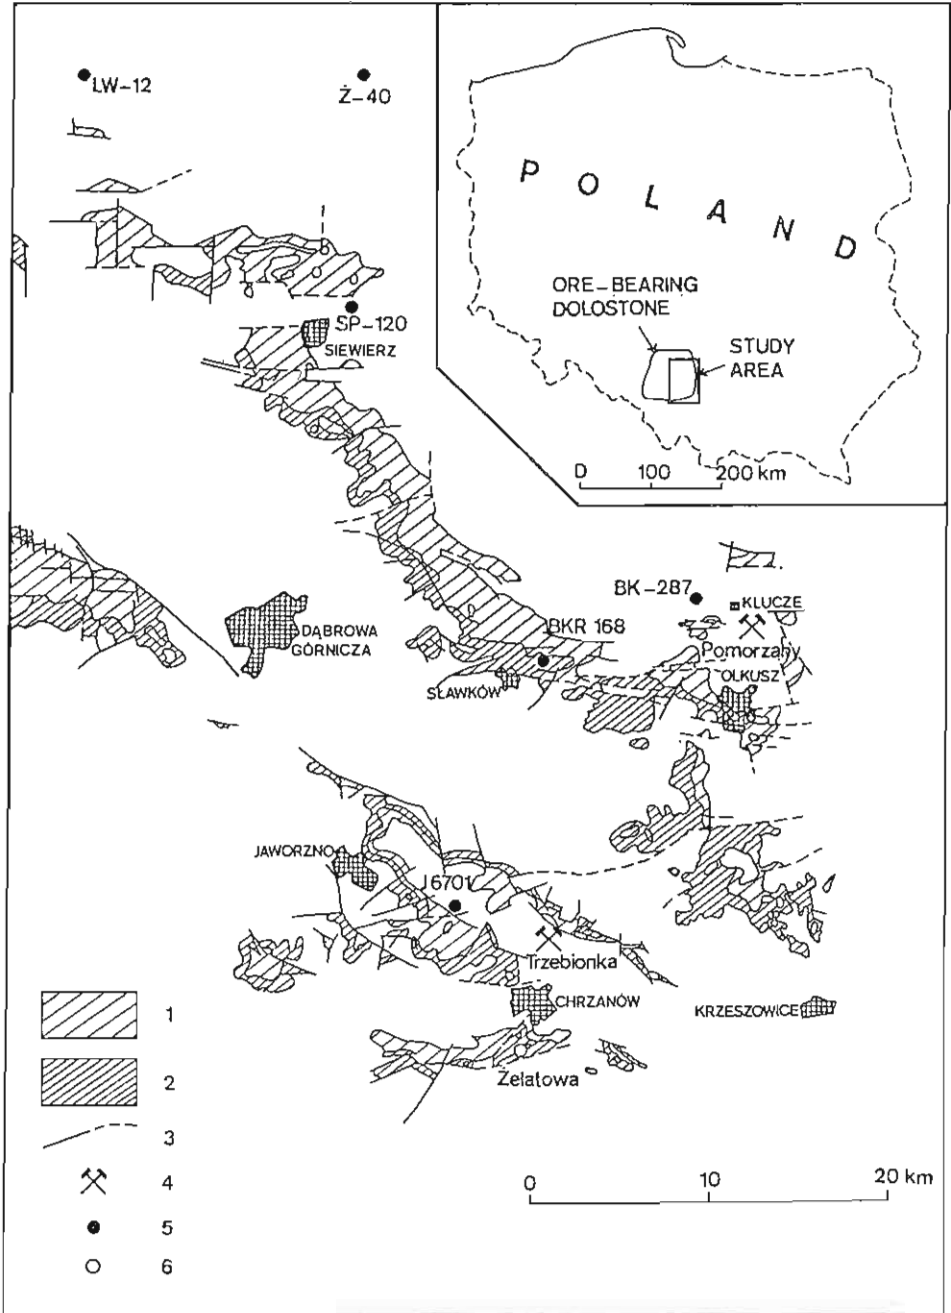 LW-12
Ż-40
POLAND
ORE-BEARING
DOLOSTONE
STUDY
AREA
0 100 200 km
SP-120
SIEWIERZ
BK-287
KLUCZE
Pomorzany
OLKUSZ
BKR 168
DĄBROWA
GÓRNICZA
SŁAWKÓW
JAWORZNO
J6701
Trzebionka
CHRZANÓW
KRZESZOWICE
Żelatowa
1
2
3
4
5
6
0 10 20 km